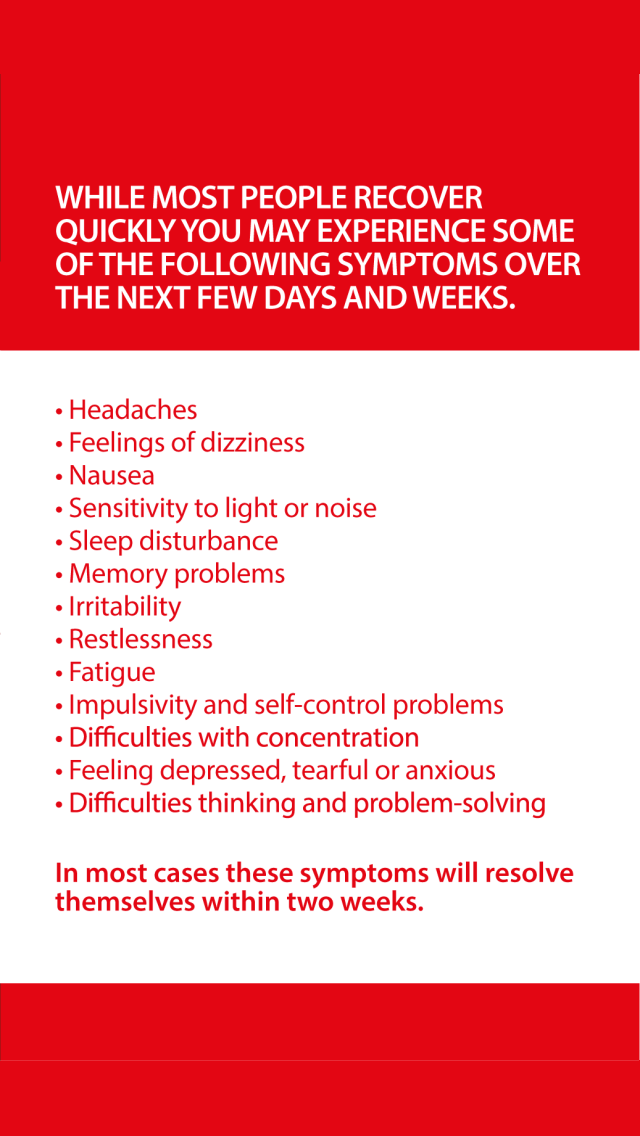 WHILE MOST PEOPLE RECOVER
QUICKLY YOU MAY EXPERIENCE SOME
OF THE FOLLOWING SYMPTOMS OVER
THE NEXT FEW DAYS AND WEEKS.
• Headaches
• Feelings of dizziness
• Nausea
• Sensitivity to light or noise
• Sleep disturbance
• Memory problems
• Irritability
• Restlessness
• Fatigue
• Impulsivity and self-control problems
• Difficulties with concentration
• Feeling depressed, tearful or anxious
• Difficulties thinking and problem-solving
In most cases these symptoms will resolve
themselves within two weeks.